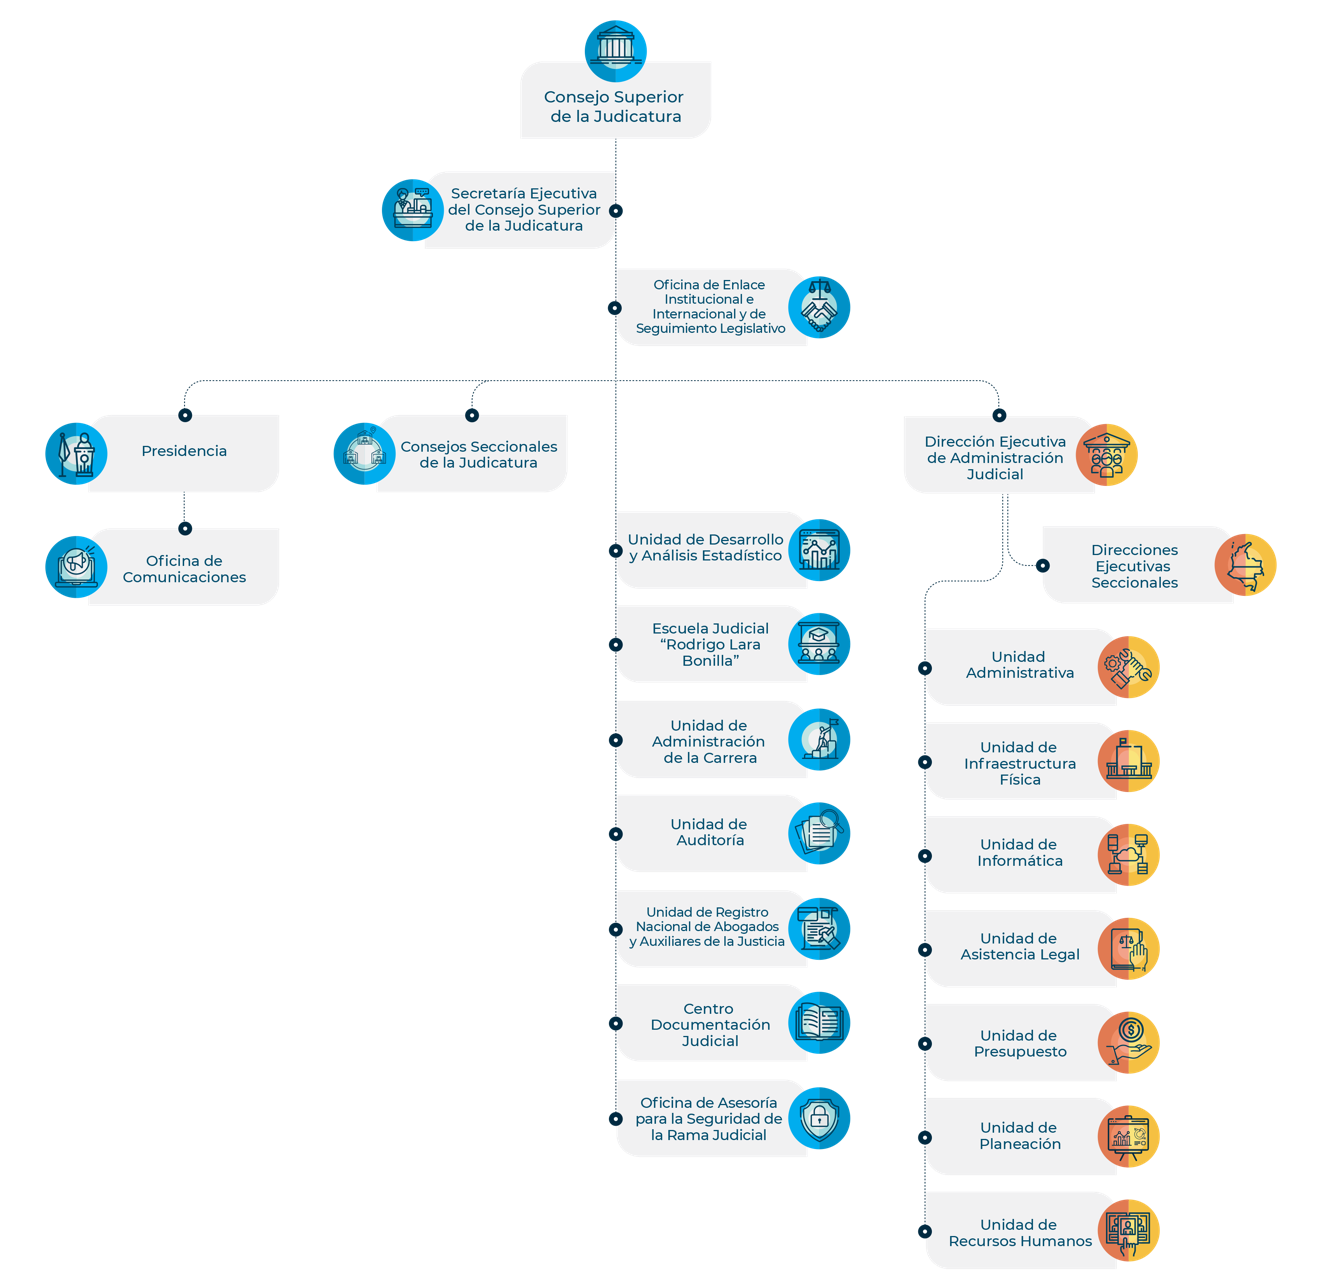 Consejo Superior
de la Judicatura
Secretaría Ejecutiva
del Consejo Superior
de la Judicatura
Oficina de Enlace
Institucional e
Internacional y de
Seguimiento Legislativo
Presidencia
Oficina de
Comunicaciones
Consejos Seccionales
de la Judicatura
Dirección Ejecutiva
de Administración
Judicial
Direcciones
Ejecutivas
Seccionales
Unidad de Desarrollo
y Análisis Estadístico
Escuela Judicial
“Rodrigo Lara
Bonilla”
Unidad de
Administración
de la Carrera
Unidad de
Auditoría
Unidad de Registro
Nacional de Abogados
y Auxiliares de la Justicia
Centro
Documentación
Judicial
Oficina de Asesoría
para la Seguridad de
la Rama Judicial
Unidad
Administrativa
Unidad de
Infraestructura
Física
Unidad de
Informática
Unidad de
Asistencia Legal
Unidad de
Presupuesto
Unidad de
Planeación
Unidad de
Recursos Humanos